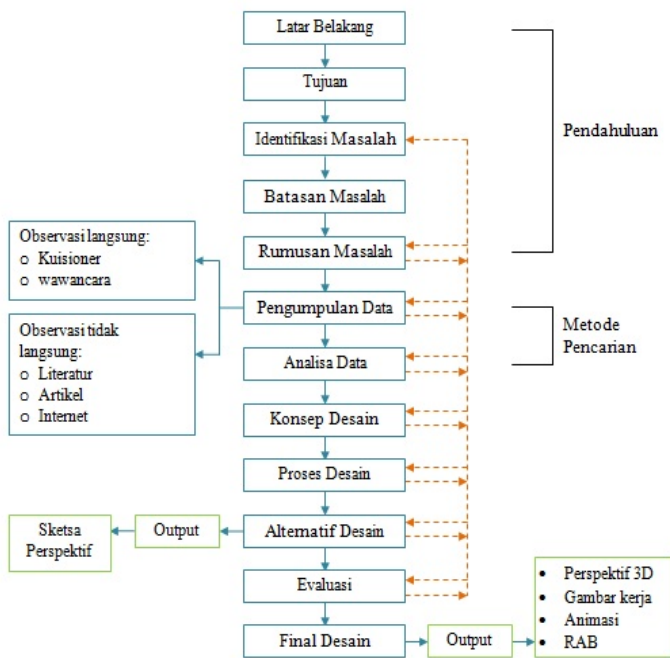 Latar Belakang
Tujuan
Identifikasi Masalah
Batasan Masalah
Rumusan Masalah
Pendahuluan
Observasi langsung:
o Kuisioner
o wawancara
Observasi tidak
langsung:
o Literatur
o Artikel
o Internet
Pengumpulan Data
Analisa Data
Metode
Pencarian
Konsep Desain
Proses Desain
Alternatif Desain
Output
Sketsa
Perspektif
Evaluasi
Final Desain
Output
• Perspektif 3D
• Gambar kerja
• Animasi
• RAB